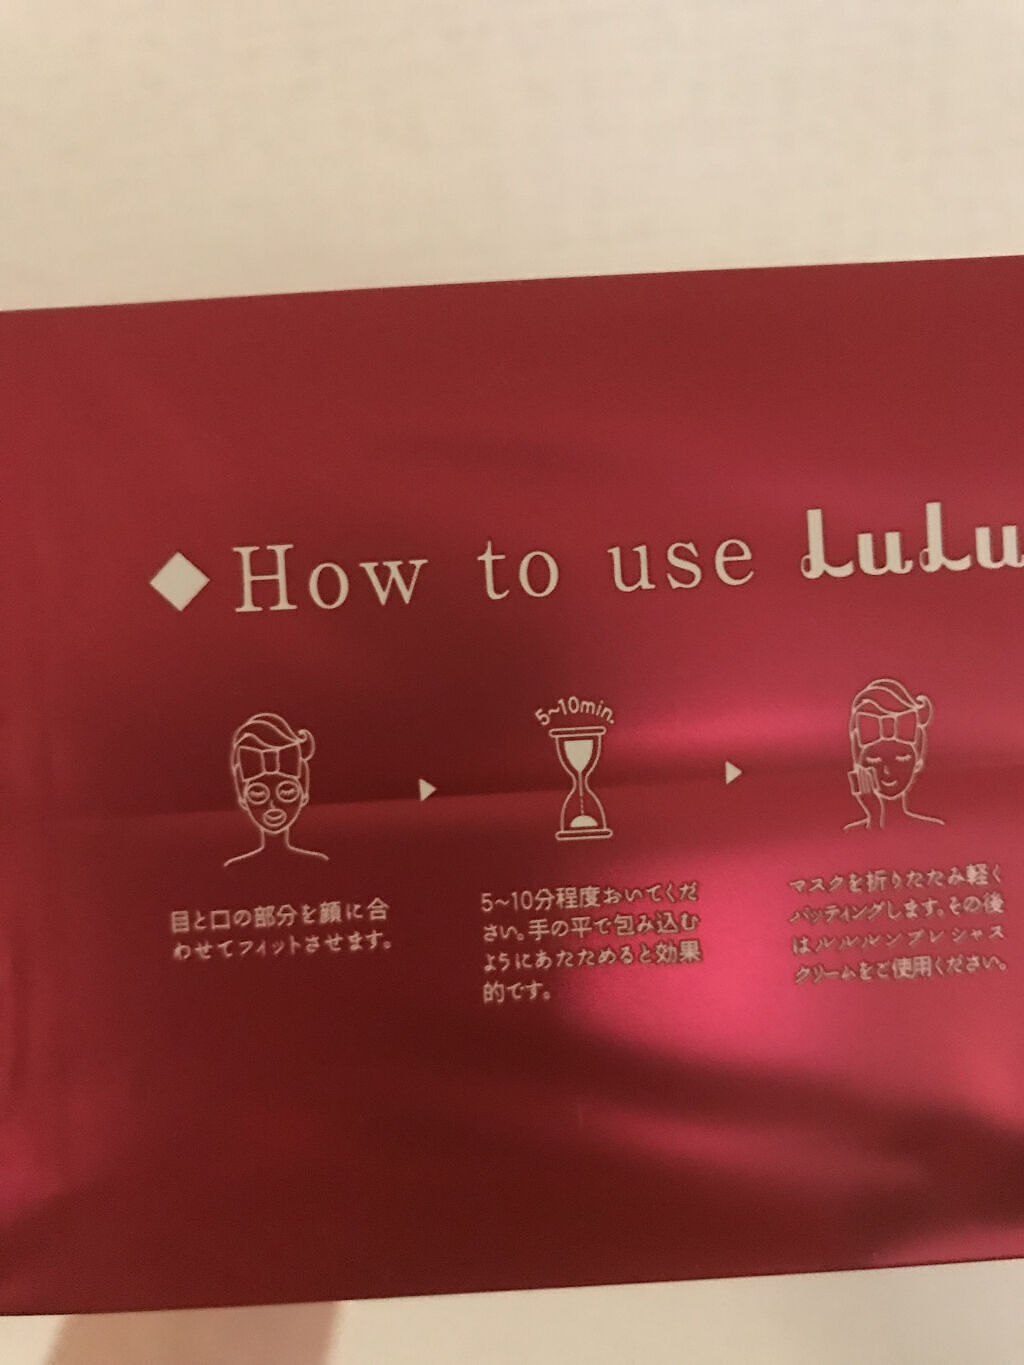 ◆How to use LuLu
5~10min.
目と口の部分を顔に合
わせてフィットさせます。
5~10分程度おいてくだ
さい。手の平で包み込む
ようにあたためると効果
的です。
マスクを折りたたみ軽く
パッティングします。その後
はルルルンプレシャス
クリームをご使用ください。